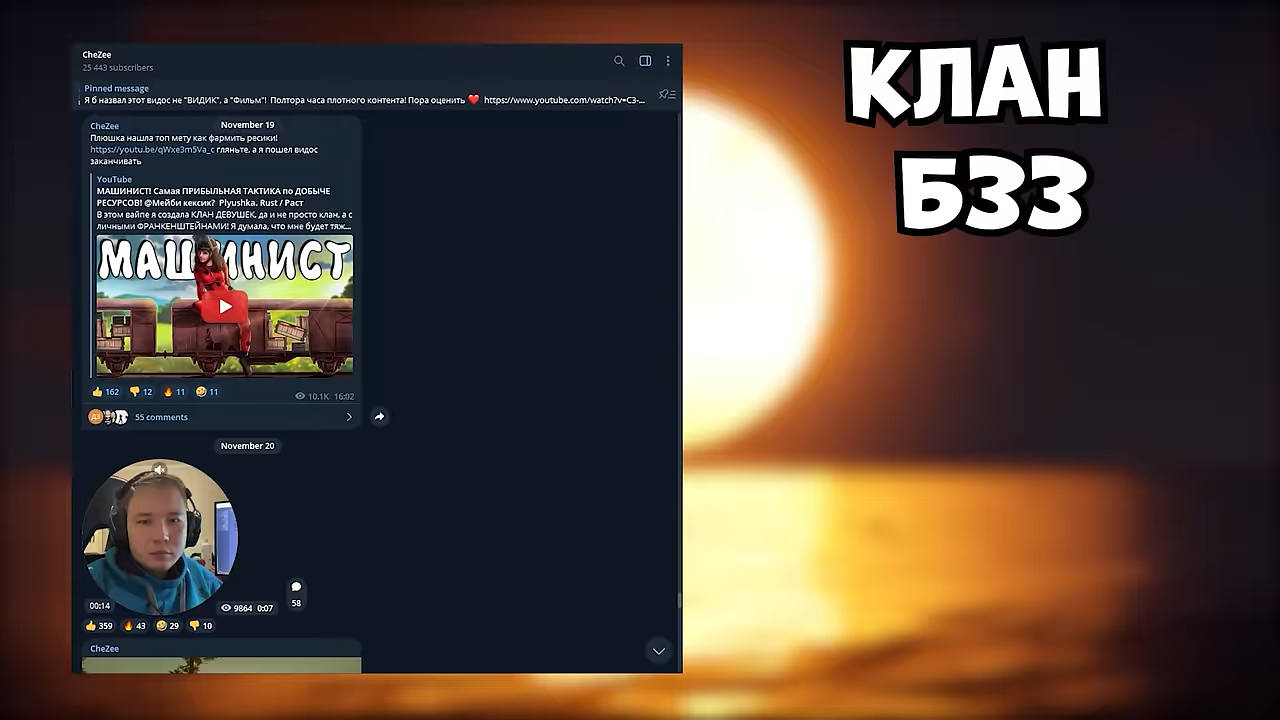 КЛАН
БЗЗ
CheZee
25 443 subscribers
Pinned message
Я б назвал этот видос не "ВИДИК", а "Фильм"! Полтора часа плотного контента! Пора оценить ❤️ https://www.youtube.com/watch?v=C3-...
November 19
CheZee
Плюшка нашла топ мету как фармить ресики!
https://youtu.be/qWxe3m5Va_c гляньте, а я пошел видос
заканчивать
YouTube
МАШИНИСТ! Самая ПРИБЫЛЬНАЯ ТАКТИКА по ДОБЫЧЕ
РЕСУРСОВ! @Мейби кексик? Plyushka. Rust / Раст
В этом вайпе я создала КЛАН ДЕВУШЕК, да и не просто клан, а с
личными ФРАНКЕНШТЕЙНАМИ! Я думала, что мне будет тяж...
МАШИНИСТ
👍 162 👎 12 🔥 11 🤣 11
10.1K 16:02
ДЗ
55 comments
November 20
00:14
9864 0:07
58
👍 359 🔥 43 🤣 29 👎 10
CheZee